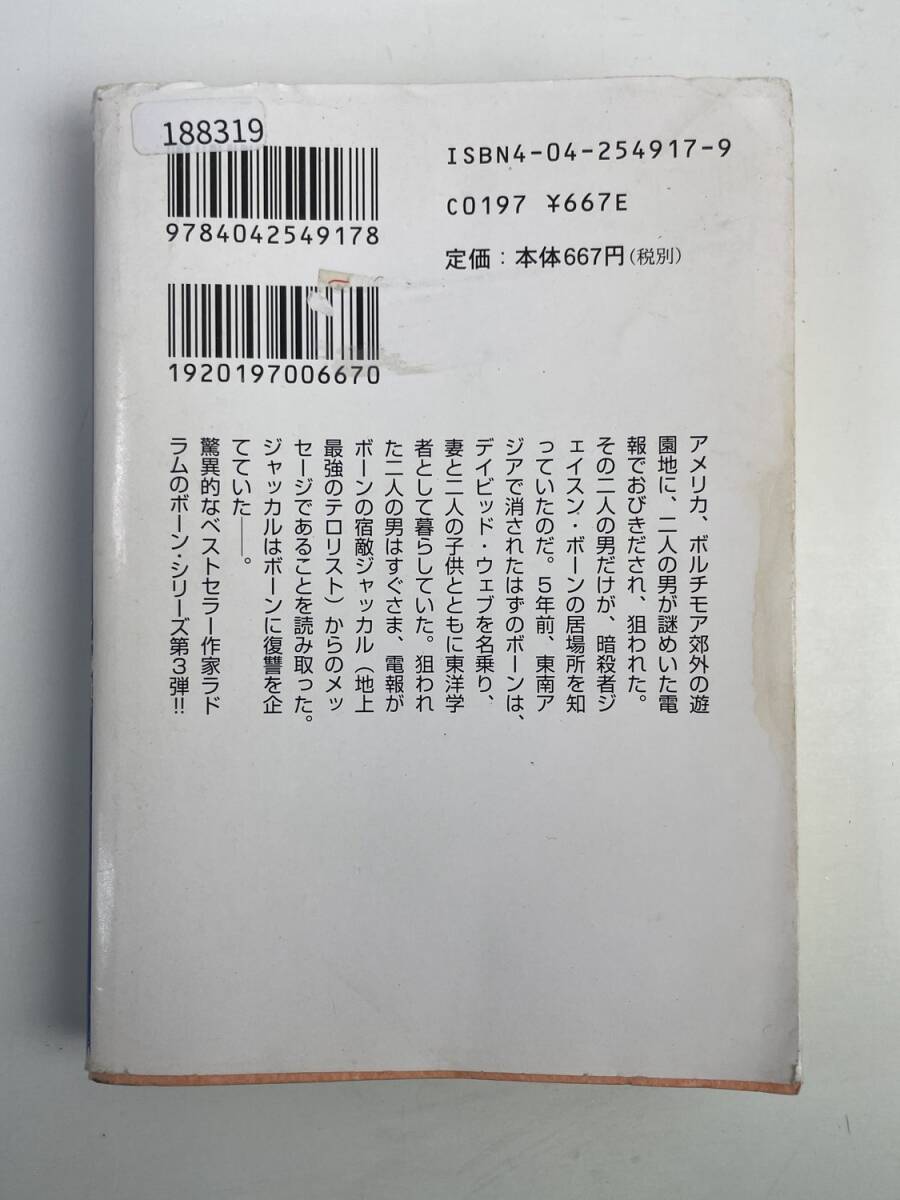 188319
9784042549178
1920197006670
ISBN4-04-254917-9
C0197 ¥667E
定価：本体667円(税別)
アメリカ、ボルチモア郊外の遊
園地に、二人の男が謎めいた電
報でおびきだされ、狙われた。
その二人の男だけが、暗殺者ジ
ェイスン・ボーンの居場所を知
っていたのだ。５年前、東南ア
ジアで消されたはずのボーンは、
デイビッド・ウェブを名乗り、
妻と二人の子供とともに東洋学
者として暮らしていた。狙われ
た二人の男はすぐさま、電報が
ボーンの宿敵ジャッカル（地上
最強のテロリスト）からのメッ
セージであることを読み取った。
ジャッカルはボーンに復讐を企
てていた――。
驚異的なベストセラー作家ラド
ラムのボーン・シリーズ第３弾!!